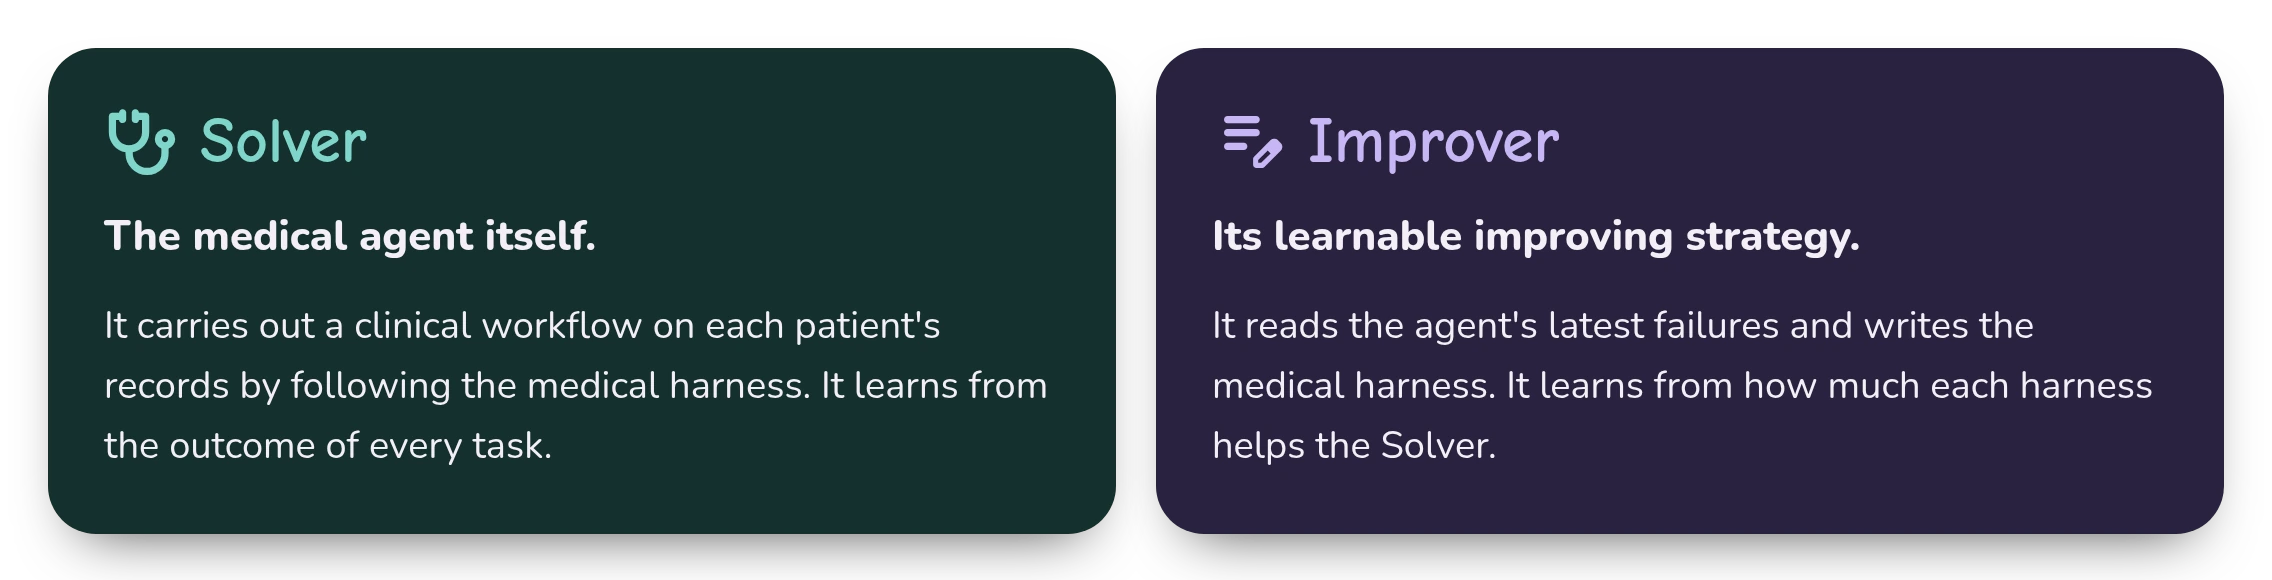 Solver
The medical agent itself.
It carries out a clinical workflow on each patient's
records by following the medical harness. It learns from
the outcome of every task.
Improver
Its learnable improving strategy.
It reads the agent's latest failures and writes the
medical harness. It learns from how much each harness
helps the Solver.